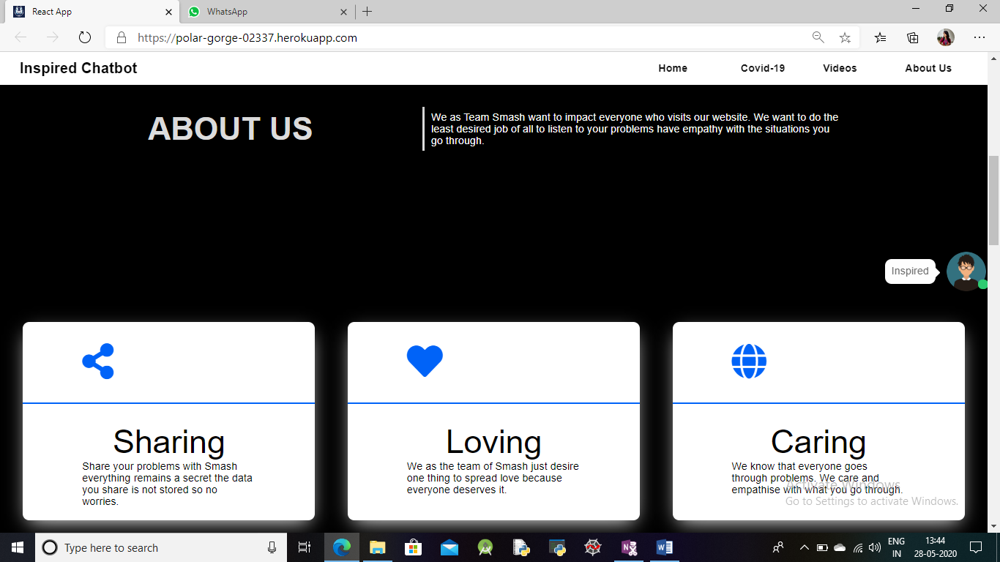 React App
WhatsApp
https://polar-gorge-02337.herokuapp.com
Inspired Chatbot
Home
Covid-19
Videos
About Us
ABOUT US
We as Team Smash want to impact everyone who visits our website. We want to do the
least desired job of all to listen to your problems have empathy with the situations you
go through.
Inspired
Sharing
Share your problems with Smash
everything remains a secret the data
you share is not stored so no
worries.
Loving
We as the team of Smash just desire
one thing to spread love because
everyone deserves it.
Caring
We know that everyone goes
through problems. We care and
empathise with what you go through.
Activate Windows
Go to Settings to activate Windows.
Type here to search
ENG
IN
13:44
28-05-2020